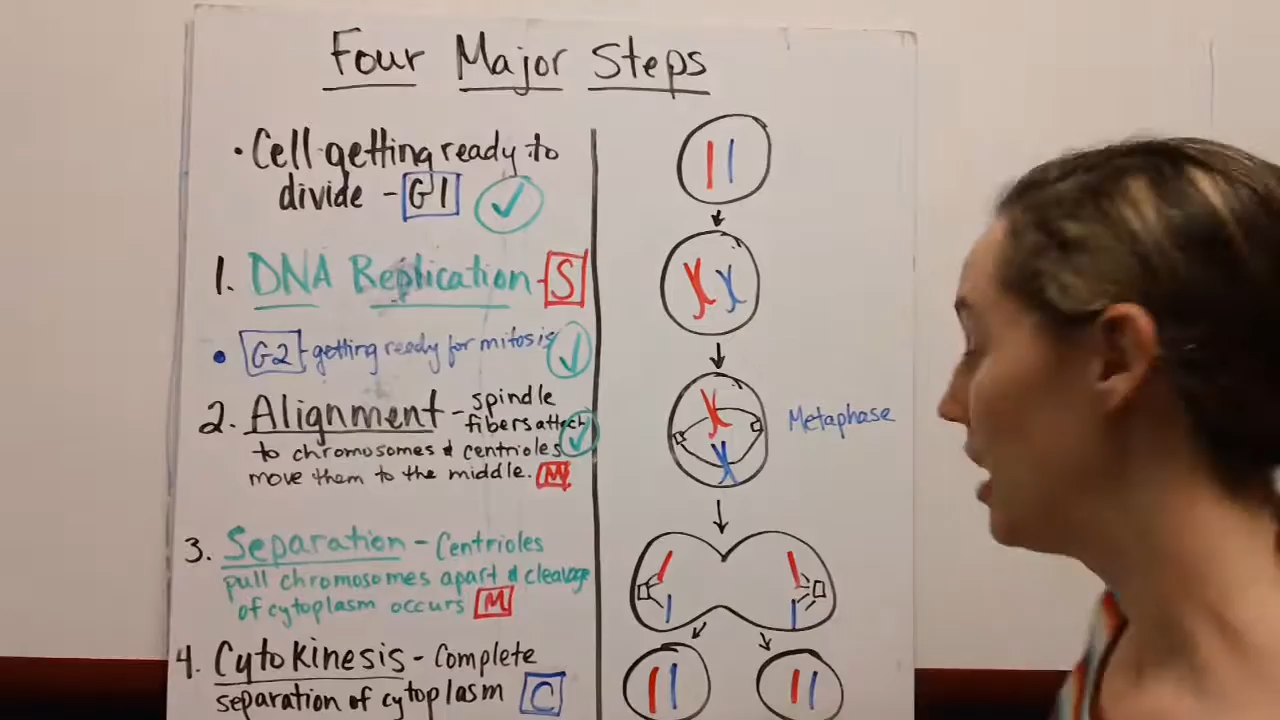 Four Major Steps
• Cell getting ready to
divide - G1 ✓
1. DNA Replication - S
• G2 - getting ready for mitosis ✓
2. Alignment - spindle
fibers attach ✓
to chromosomes & centrioles
move them to the middle. M
Metaphase
3. Separation - Centrioles
pull chromosomes apart & cleavage
of cytoplasm occurs M
4. Cytokinesis - Complete
separation of cytoplasm C